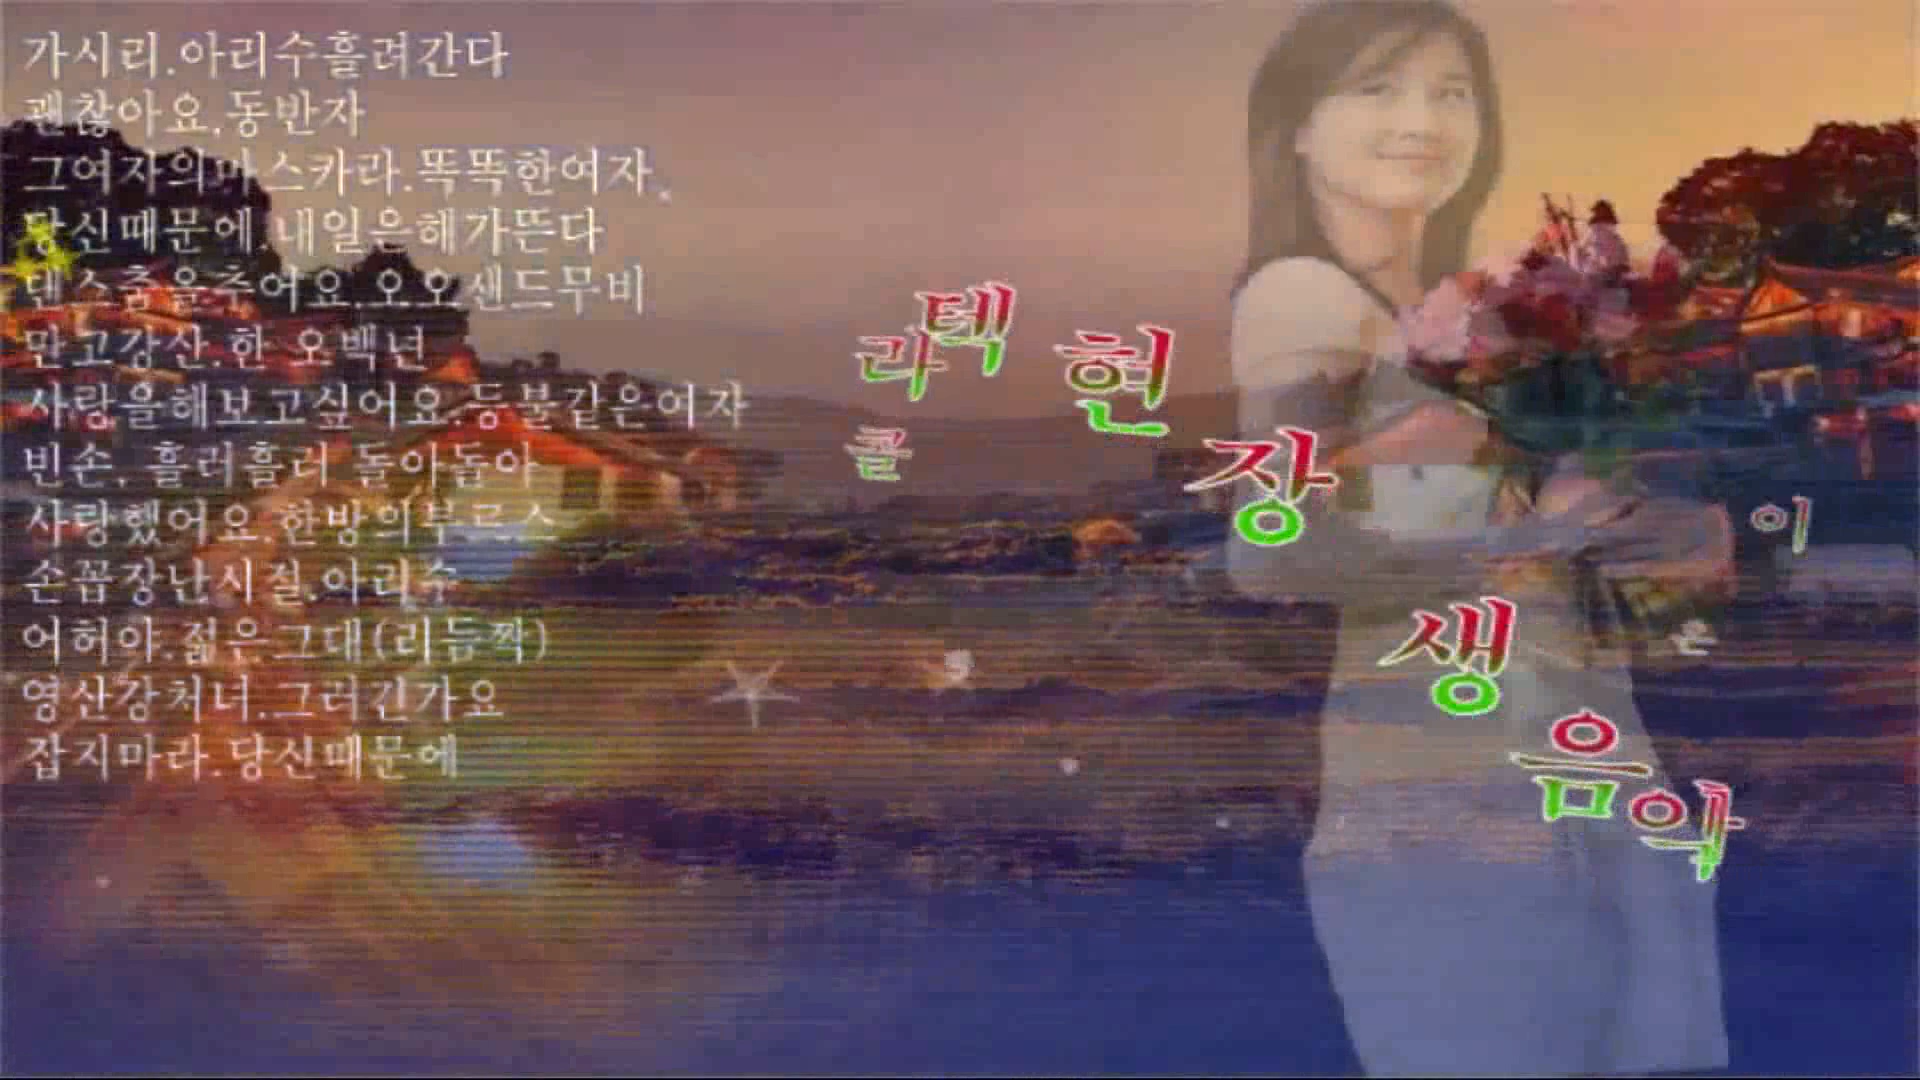 가시리.아리수흘려간다
괜찮아요,동반자
그여자의마스카라.똑똑한여자
당신때문에.내일은해가뜬다
댄스춤을추어요.오오샌드무비
만고강산.한 오백년
사랑을해보고싶어요.등불같은여자
빈손, 흘러흘러 돌아돌아
사랑했어요.한방의부르스
손꼽장난시절.아리수
어허야.젊은그대(리듬짝)
영산강처녀.그러긴가요
잡지마라.당신때문에
콜라텍 현장 생음악
이은